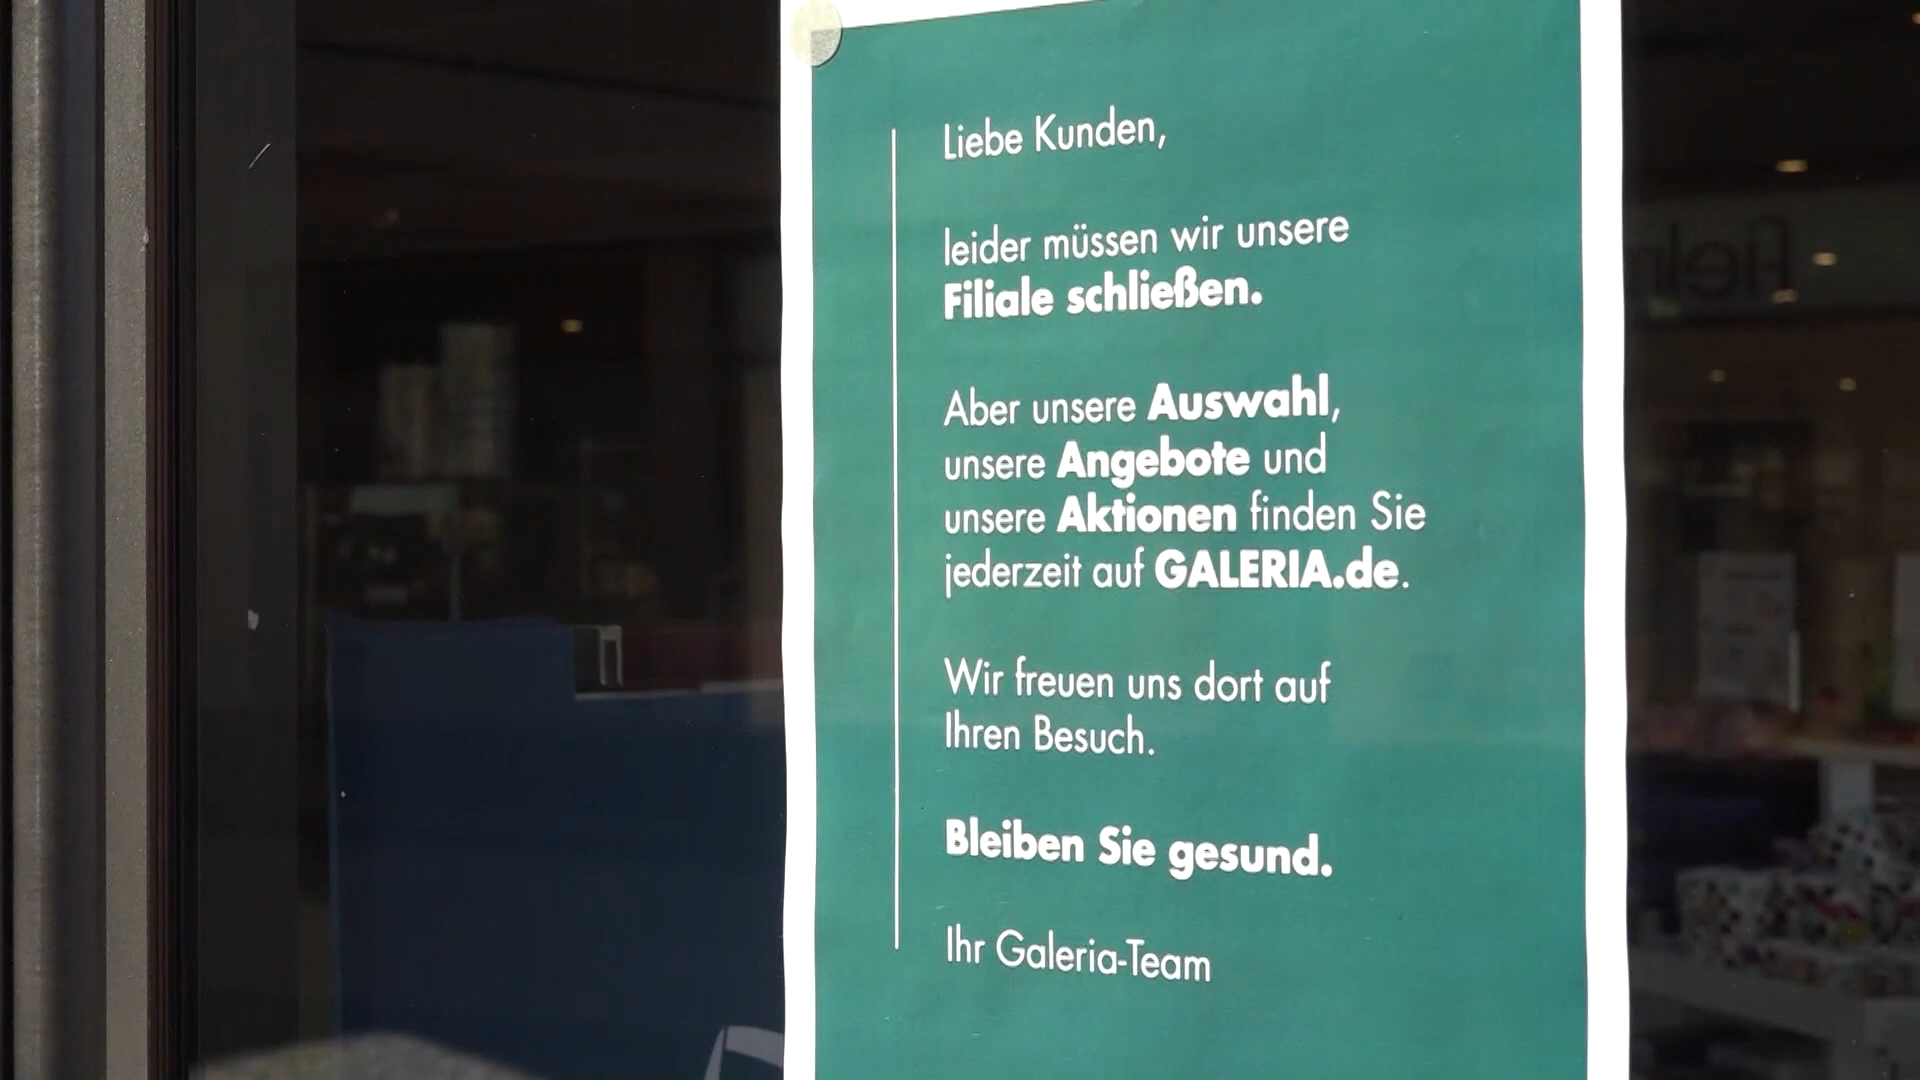 Liebe Kunden,
leider müssen wir unsere
Filiale schließen.
Aber unsere Auswahl,
unsere Angebote und
unsere Aktionen finden Sie
jederzeit auf GALERIA.de.
Wir freuen uns dort auf
Ihren Besuch.
Bleiben Sie gesund.
Ihr Galeria-Team